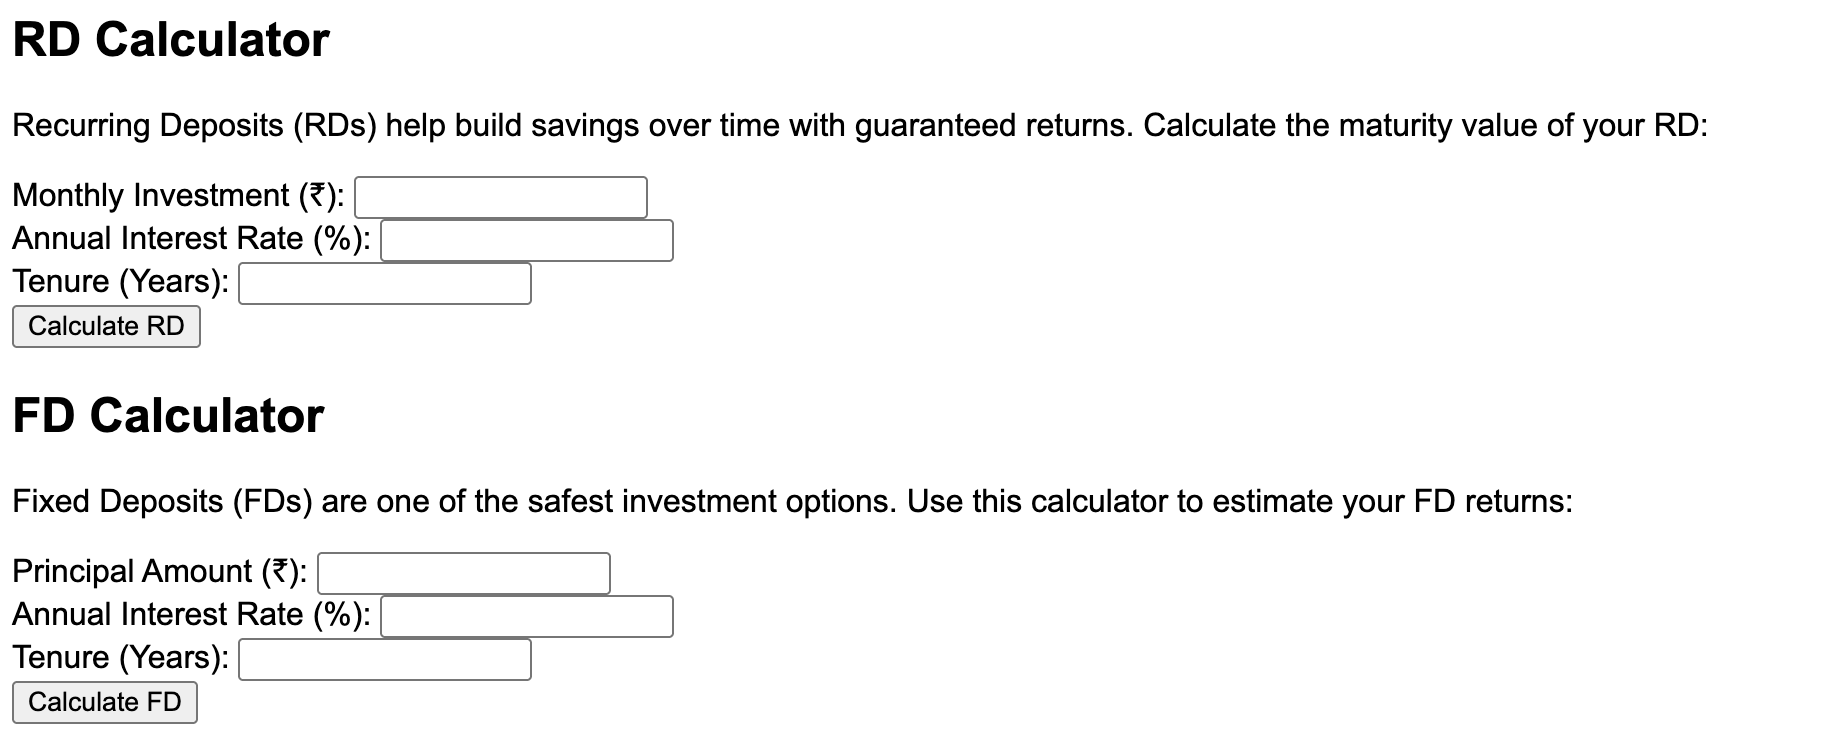 RD Calculator
Recurring Deposits (RDs) help build savings over time with guaranteed returns. Calculate the maturity value of your RD:
Monthly Investment (₹):
Annual Interest Rate (%):
Tenure (Years):
Calculate RD
FD Calculator
Fixed Deposits (FDs) are one of the safest investment options. Use this calculator to estimate your FD returns:
Principal Amount (₹):
Annual Interest Rate (%):
Tenure (Years):
Calculate FD